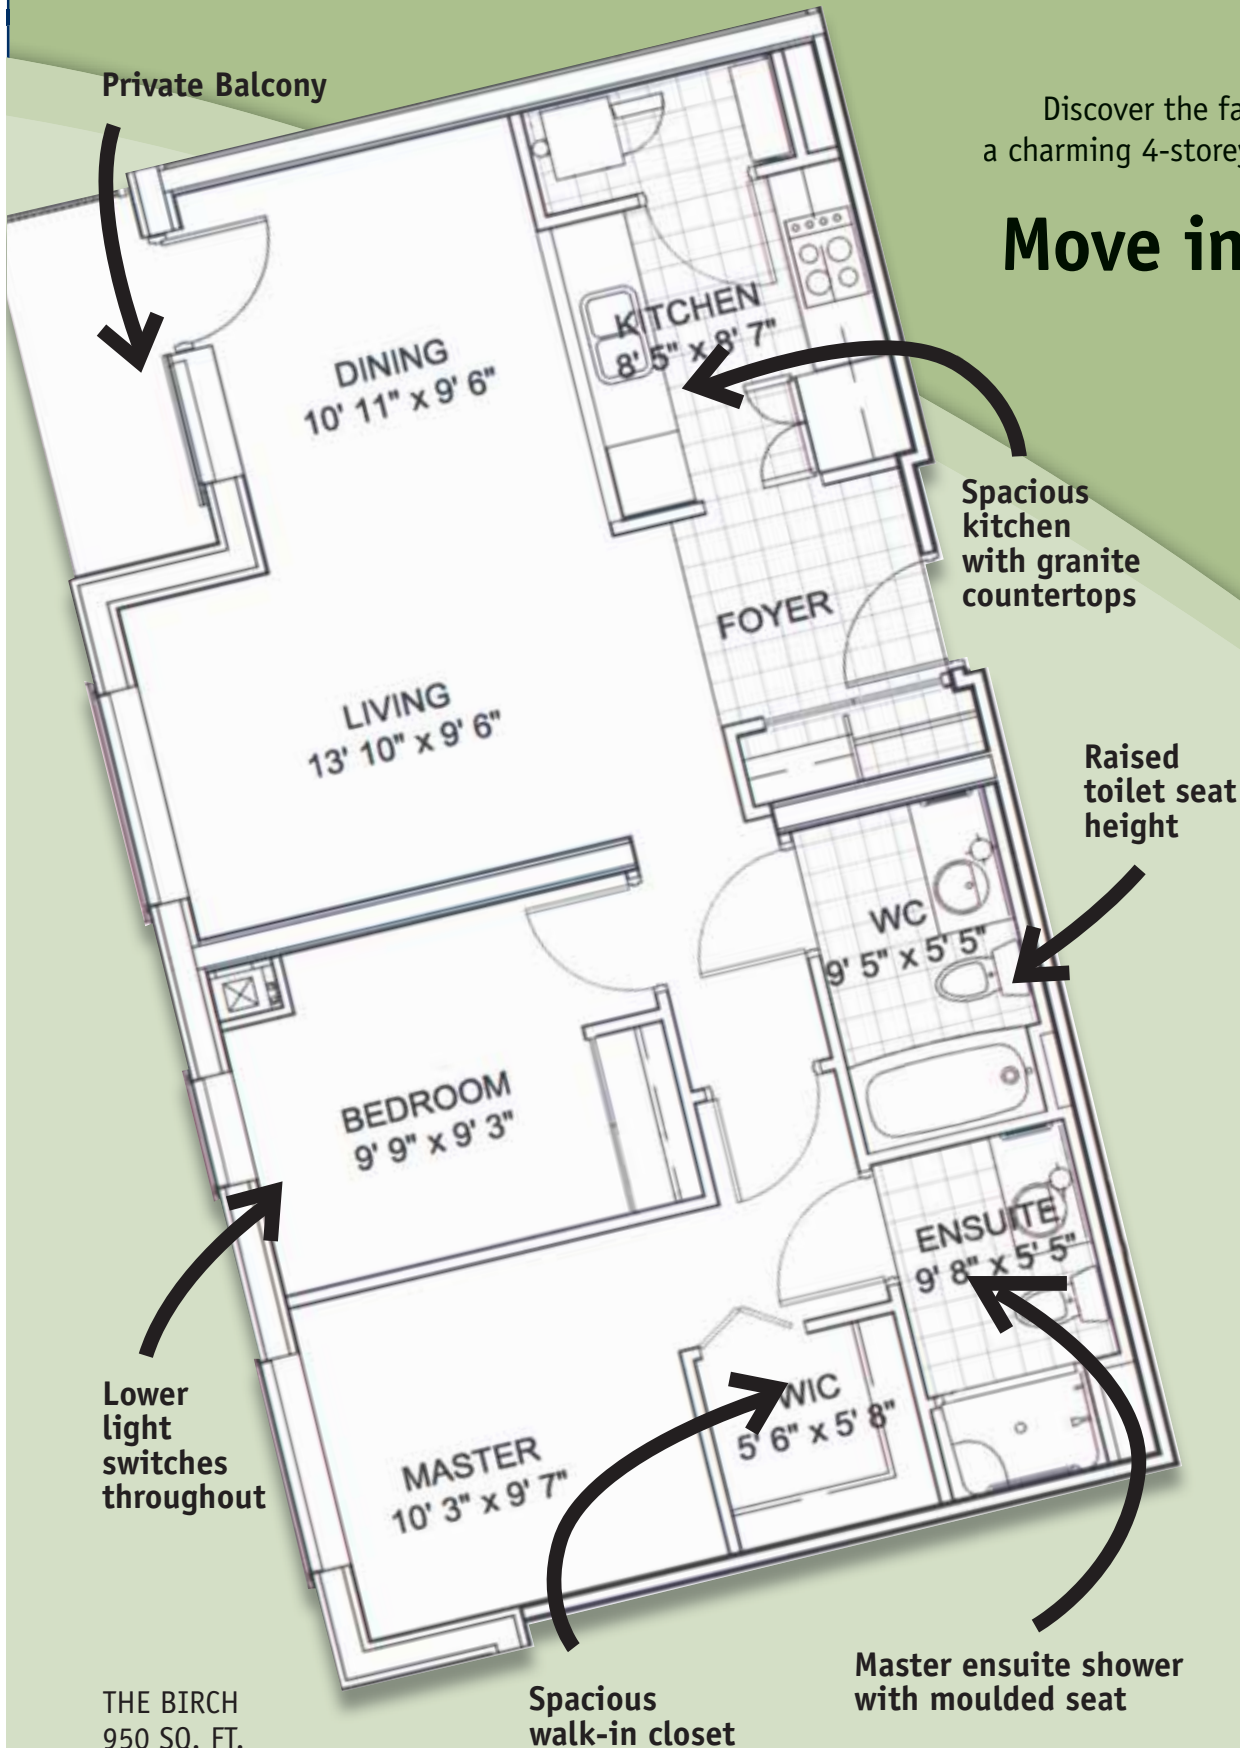 Private Balcony
Discover the fa
a charming 4-storey
Move in
KITCHEN
8' 5" x 8' 7"
DINING
10' 11" x 9' 6"
Spacious
kitchen
with granite
countertops
FOYER
LIVING
13' 10" x 9' 6"
Raised
toilet seat
height
WC
9' 5" x 5' 5"
BEDROOM
9' 9" x 9' 3"
ENSUITE
9' 8" x 5' 5"
Lower
light
switches
throughout
WIC
5' 6" x 5' 8"
MASTER
10' 3" x 9' 7"
Master ensuite shower
with moulded seat
Spacious
walk-in closet
THE BIRCH
950 SQ. FT.